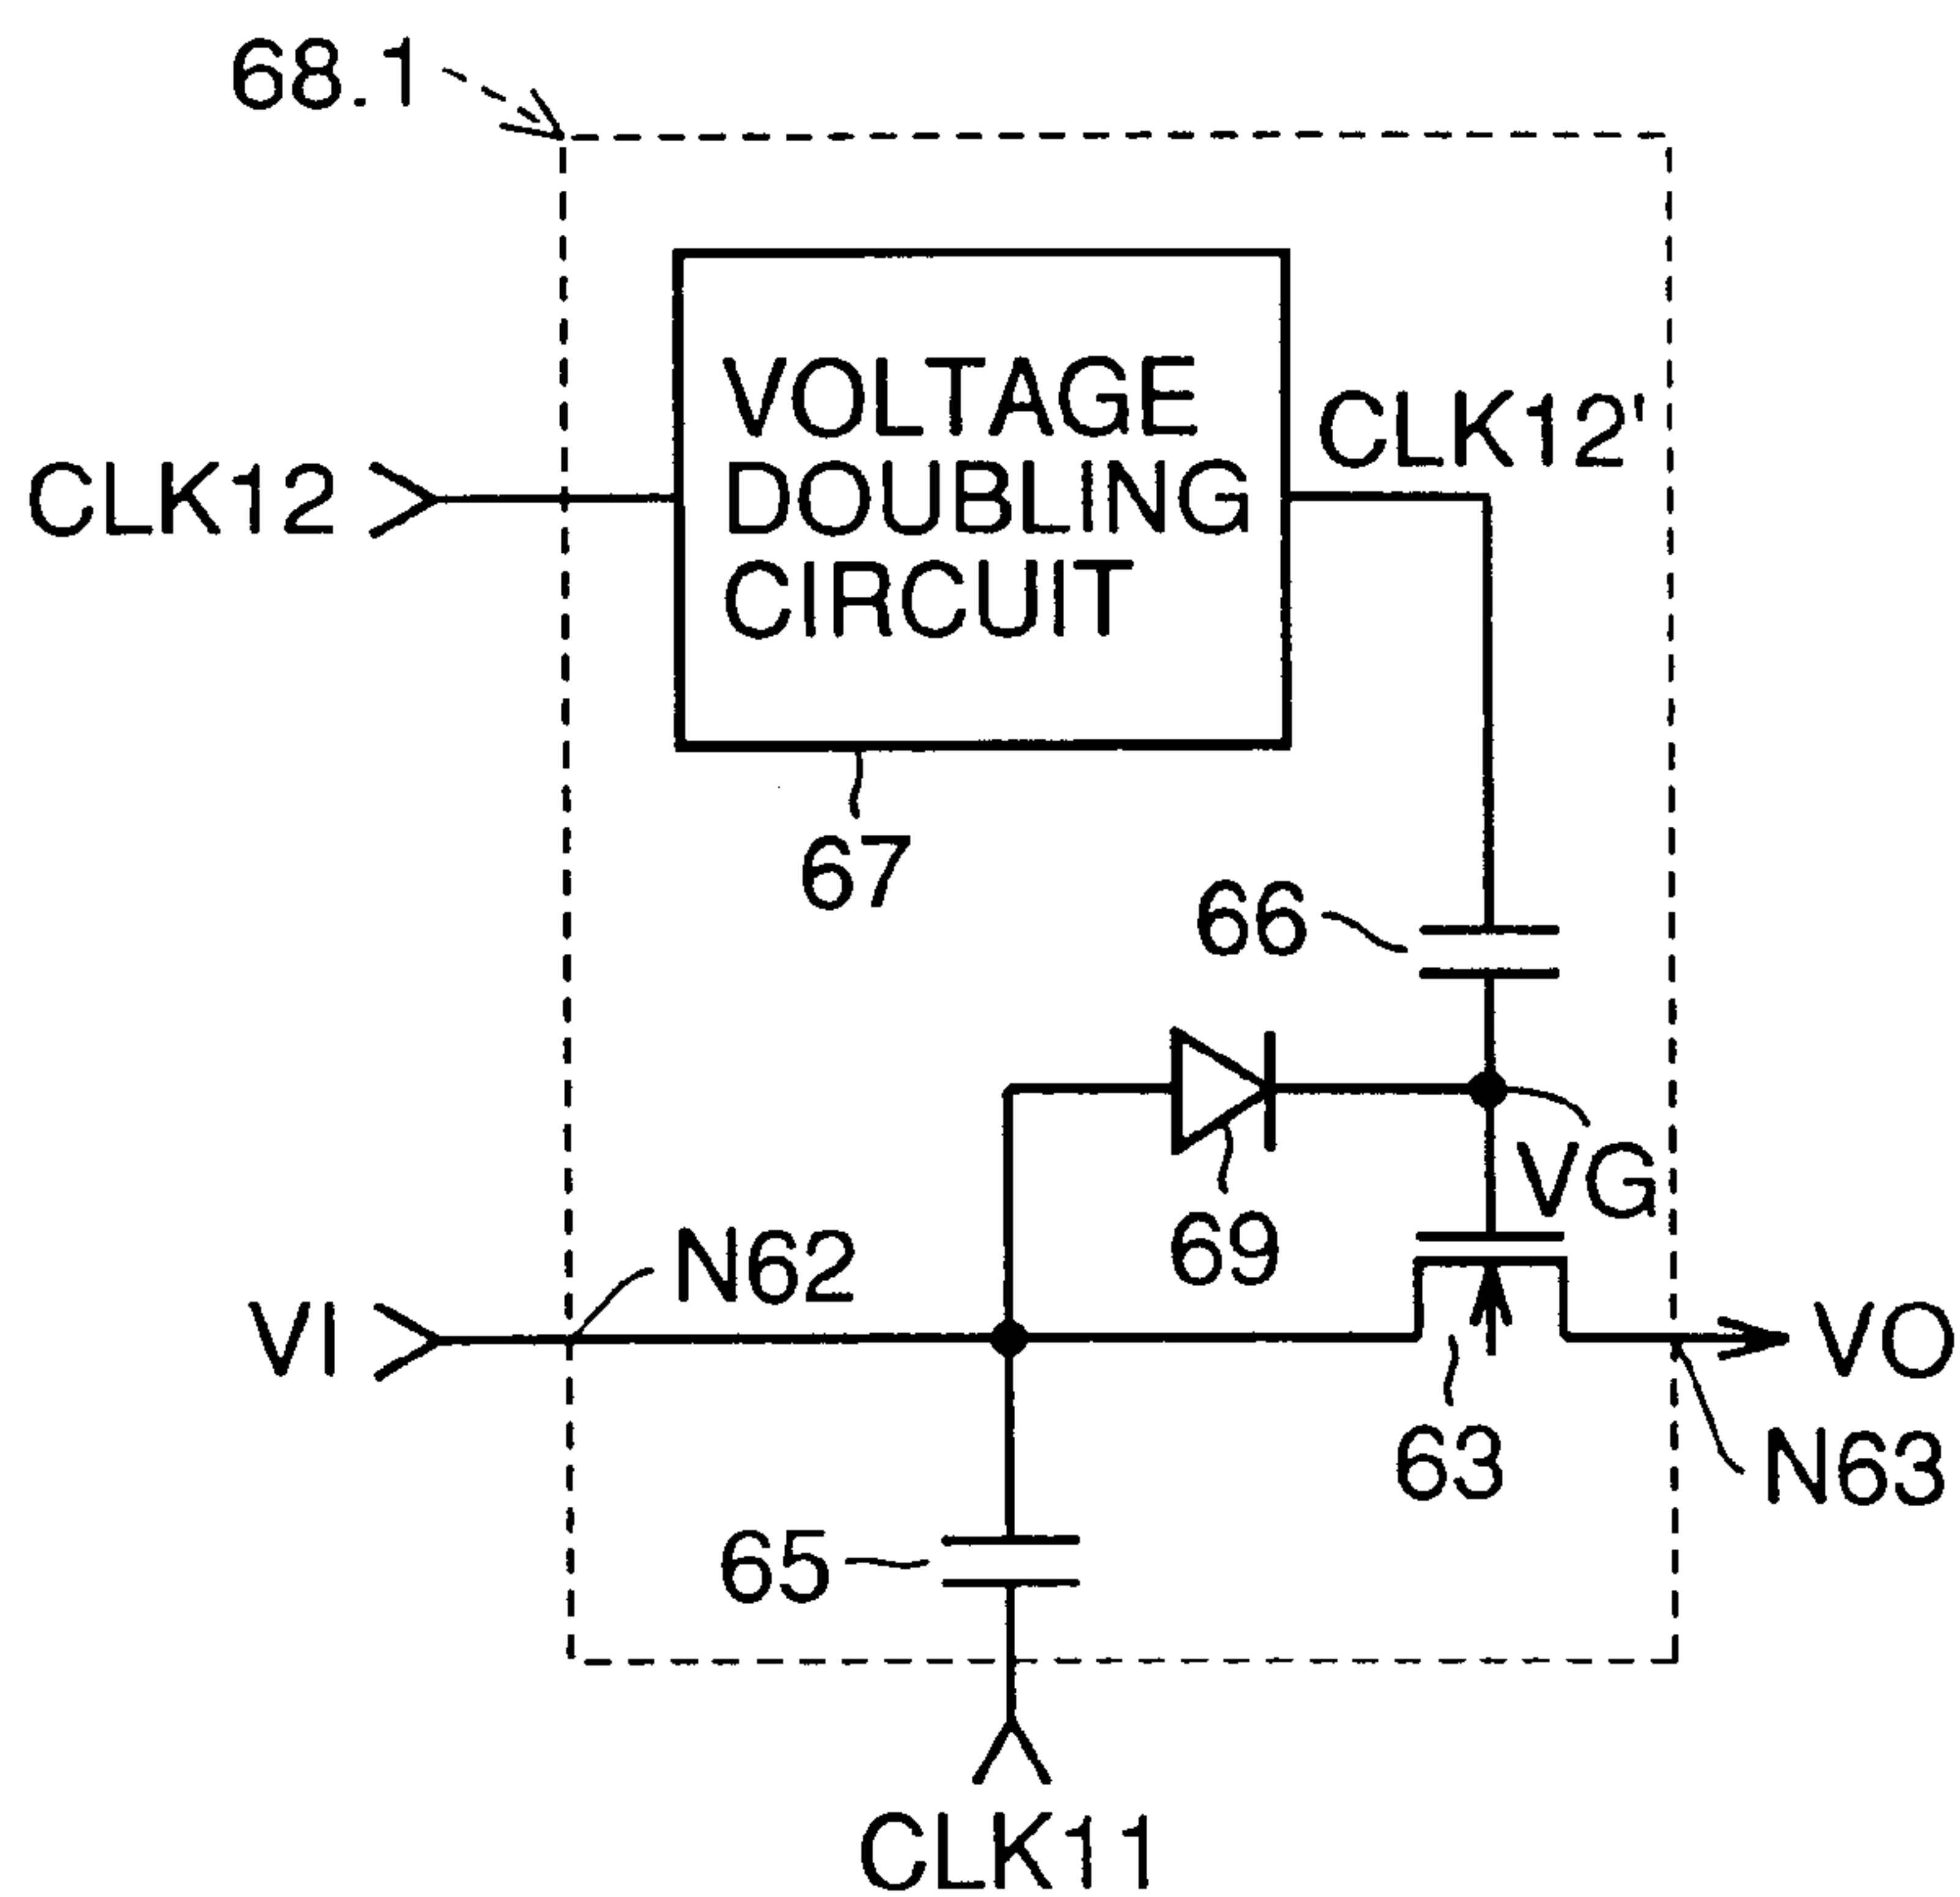 68.1
VOLTAGE
DOUBLING
CIRCUIT
CLK12'
CLK12
67
66
VG
69
N62
VI
VO
63
N63
65
CLK11